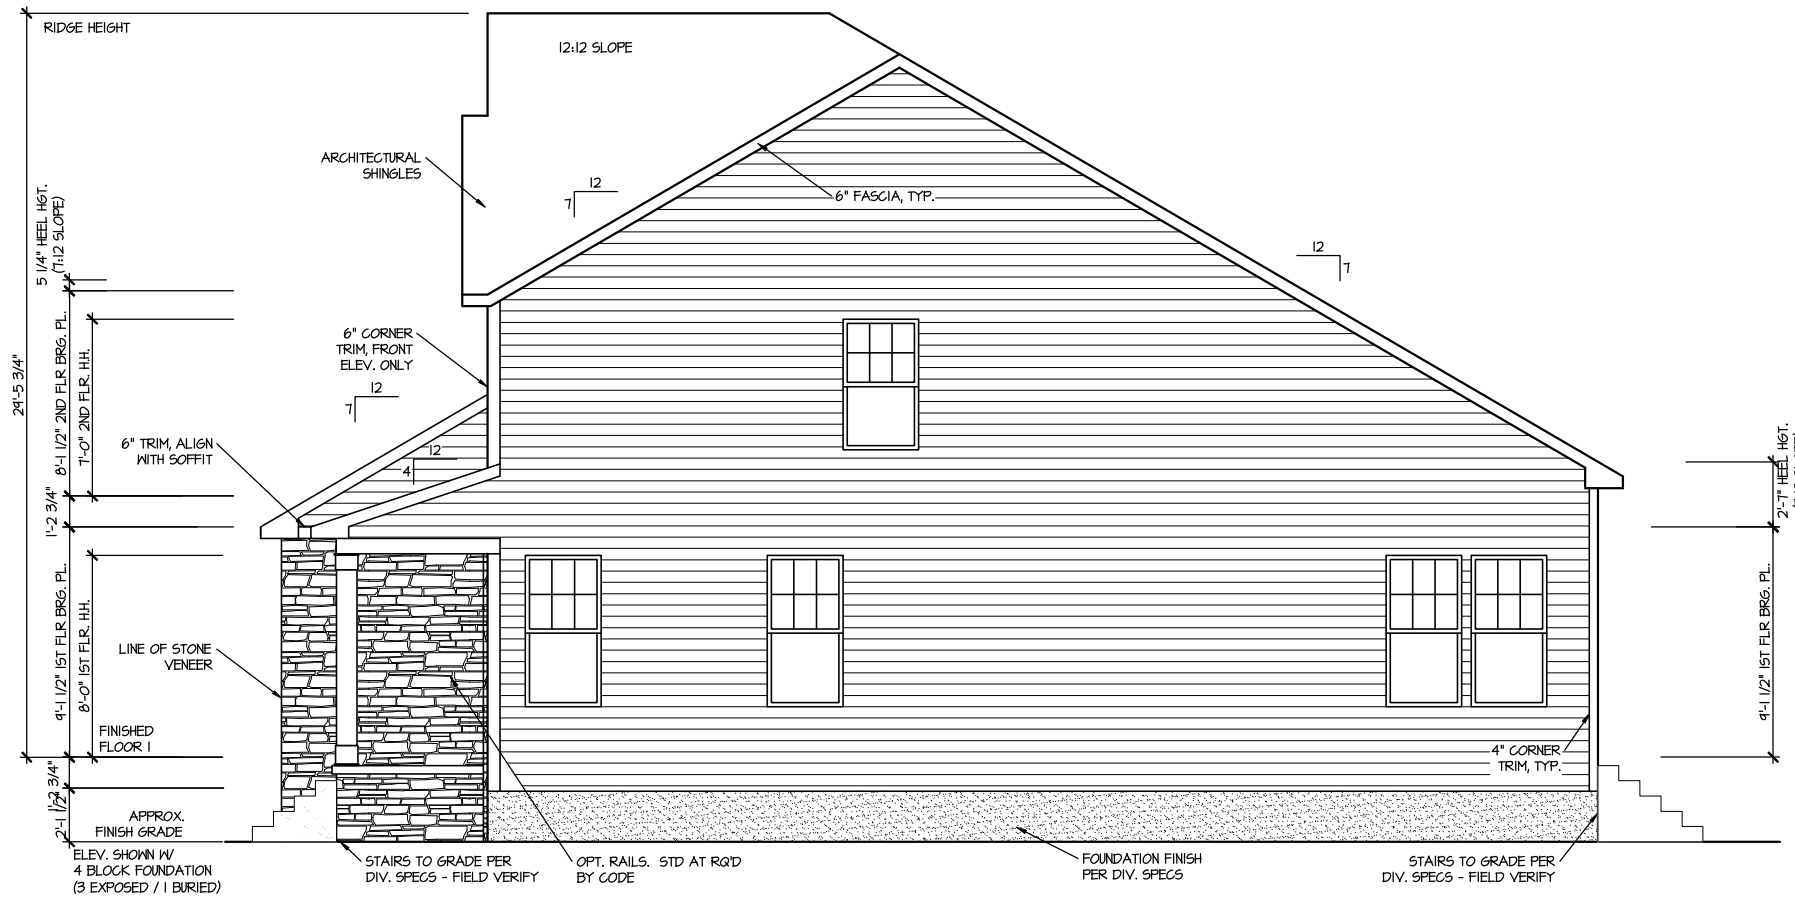 RIDGE HEIGHT
12:12 SLOPE
ARCHITECTURAL
SHINGLES
12
7
6" FASCIA, TYP.
5 1/4" HEEL HGT.
(7:12 SLOPE)
12
7
29'-5 3/4"
8'-1 1/2" 2ND FLR BRG. PL.
7'-0" 2ND FLR. H.H.
6" CORNER
TRIM, FRONT
ELEV. ONLY
12
7
6" TRIM, ALIGN
WITH SOFFIT
12
4
1'-2 3/4"
2'-7" HEEL HGT.
9'-1 1/2" 1ST FLR BRG. PL.
8'-0" 1ST FLR. H.H.
LINE OF STONE
VENEER
9'-1 1/2" 1ST FLR BRG. PL.
FINISHED
FLOOR 1
4" CORNER
TRIM, TYP.
1'-2 3/4"
2'-1 1/2"
APPROX.
FINISH GRADE
ELEV. SHOWN W/
4 BLOCK FOUNDATION
(3 EXPOSED / 1 BURIED)
STAIRS TO GRADE PER
DIV. SPECS - FIELD VERIFY
OPT. RAILS. STD AT RQ'D
BY CODE
FOUNDATION FINISH
PER DIV. SPECS
STAIRS TO GRADE PER
DIV. SPECS - FIELD VERIFY